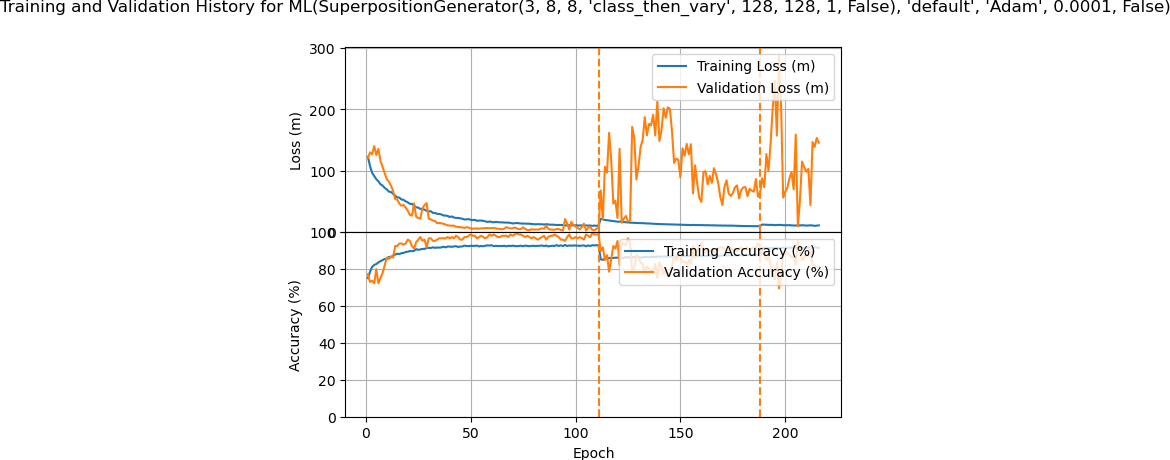 Training and Validation History for ML(SuperpositionGenerator(3, 8, 8, 'class_then_vary', 128, 128, 1, False), 'default', 'Adam', 0.0001, False)
300
200
100
0
Loss (m)
Training Loss (m)
Validation Loss (m)
100
80
60
40
20
0
Accuracy (%)
Training Accuracy (%)
Validation Accuracy (%)
0
50
100
150
200
Epoch